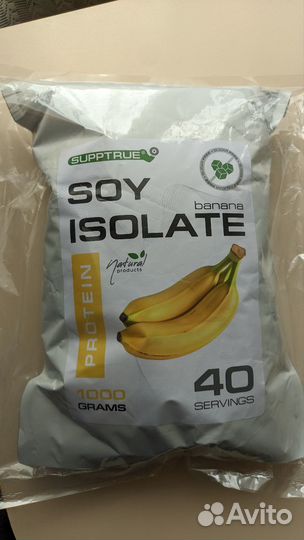 SUPPTRUE
SOY
banana
ISOLATE
PROTEIN
Natural
products
1000
GRAMS
40
SERVINGS
Avito